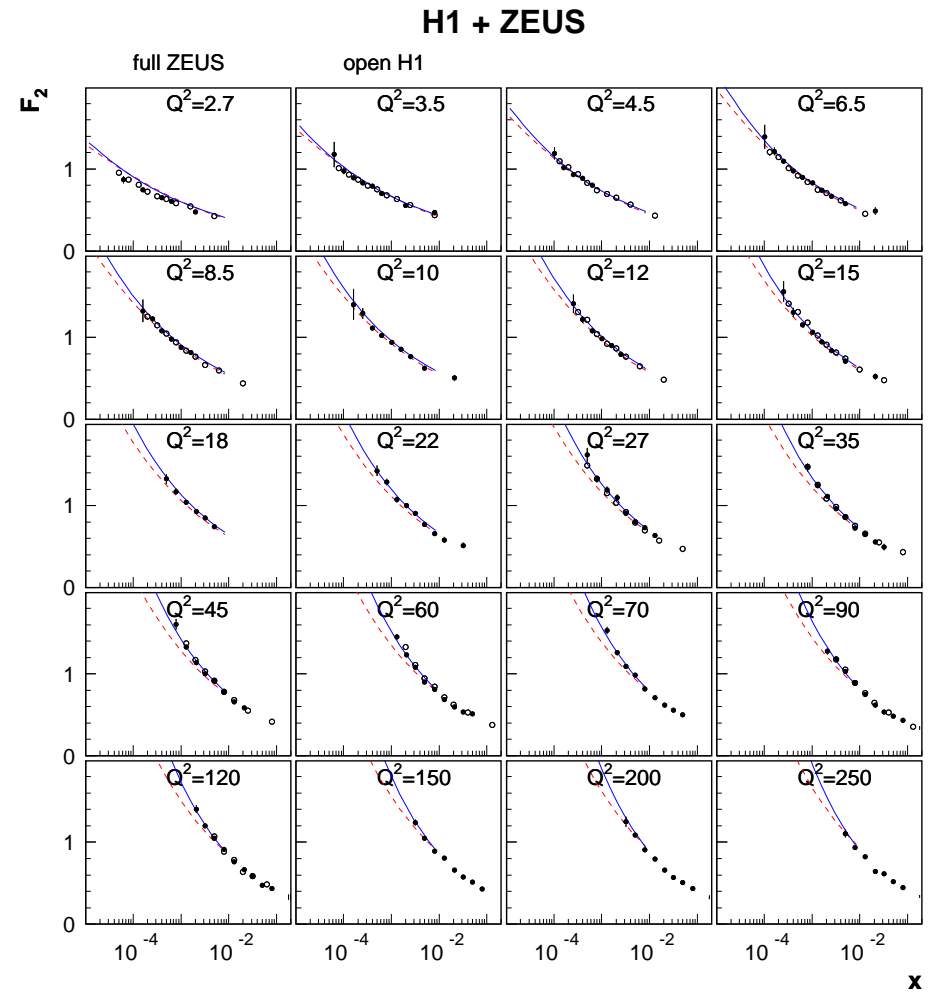 H1 + ZEUS
full ZEUS open H1
F₂
Q²=2.7 Q²=3.5 Q²=4.5 Q²=6.5
1
0
Q²=8.5 Q²=10 Q²=12 Q²=15
1
0
Q²=18 Q²=22 Q²=27 Q²=35
1
0
Q²=45 Q²=60 Q²=70 Q²=90
1
0
Q²=120 Q²=150 Q²=200 Q²=250
1
0
10⁻⁴ 10⁻² 10⁻⁴ 10⁻² 10⁻⁴ 10⁻² 10⁻⁴ 10⁻²
x